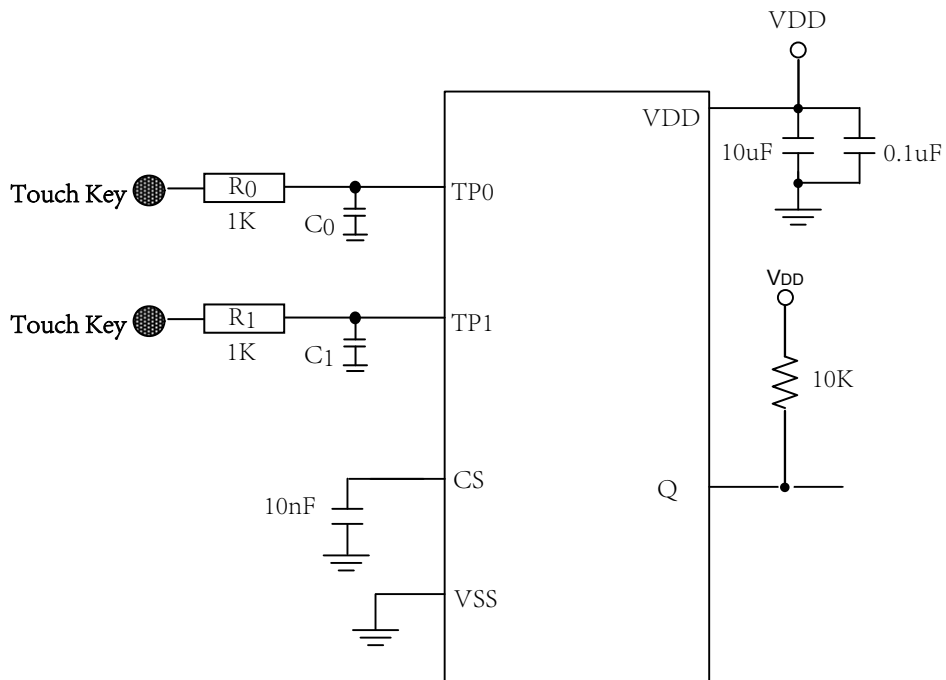 VDD
VDD
10uF
0.1uF
Touch Key
R0
1K
C0
TP0
Touch Key
R1
1K
C1
TP1
VDD
10K
CS
10nF
Q
VSS